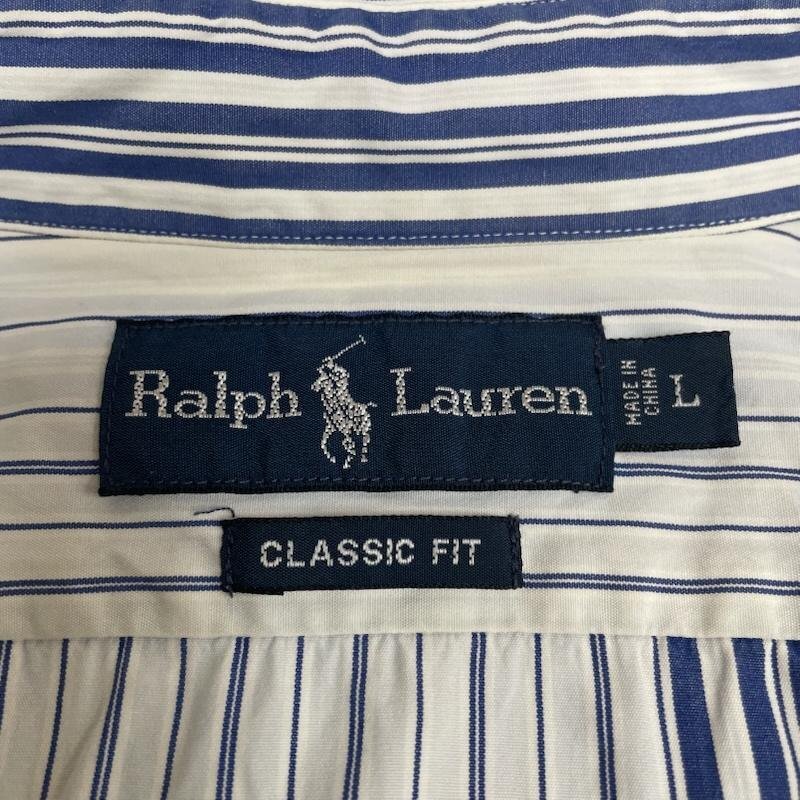 Ralph Lauren
MADE IN
CHINA
L
CLASSIC FIT